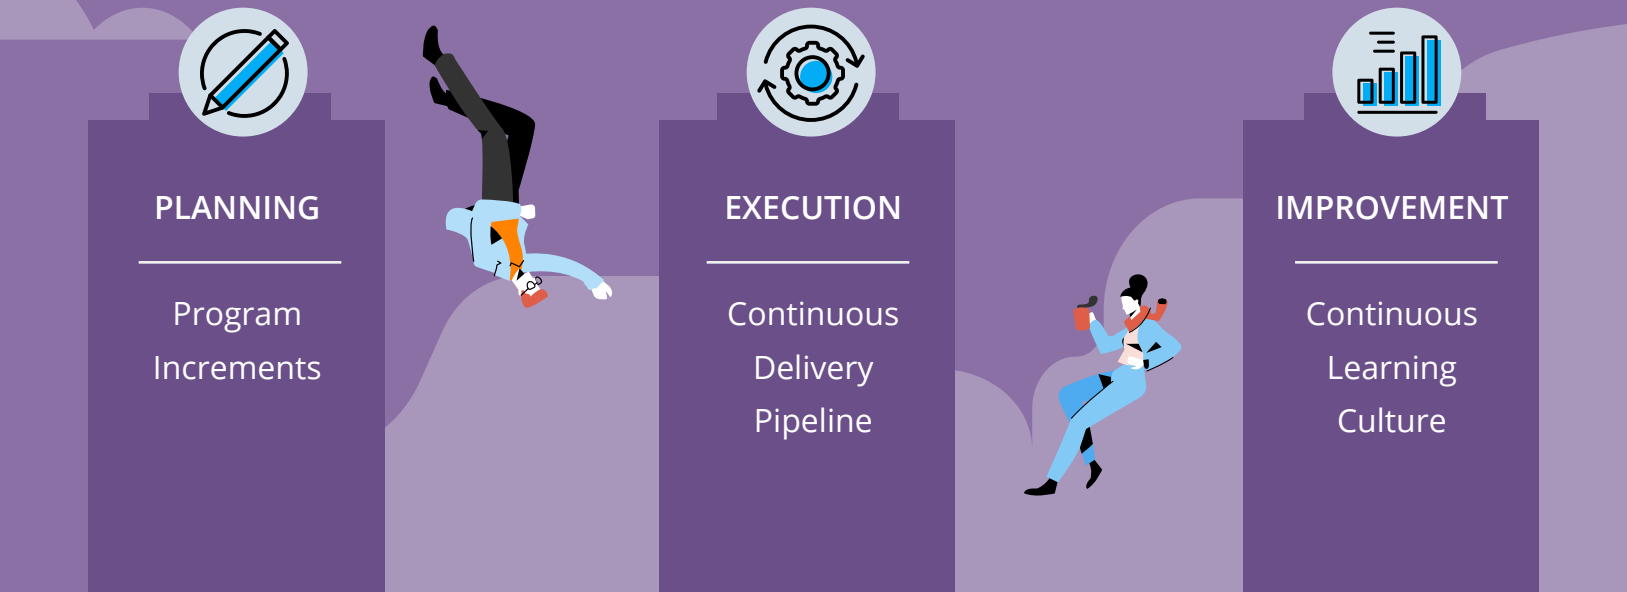 PLANNING
Program
Increments
EXECUTION
Continuous
Delivery
Pipeline
IMPROVEMENT
Continuous
Learning
Culture